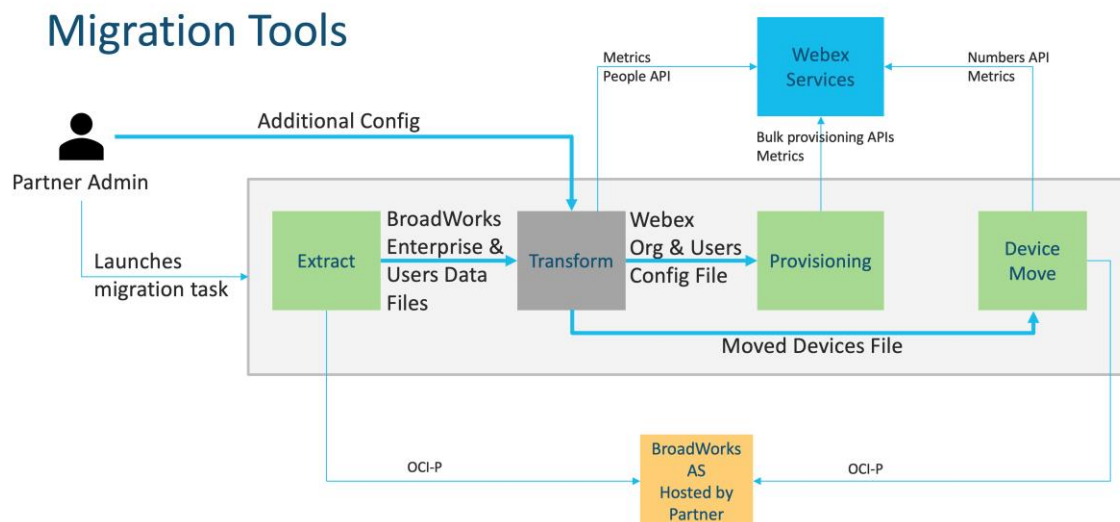 Migration Tools
Webex
Services
Metrics
People API
Numbers API
Metrics
Additional Config
Bulk provisioning APIs
Metrics
Partner Admin
Launches
migration task
Extract
BroadWorks
Enterprise &
Users Data
Files
Transform
Webex
Org & Users
Config File
Provisioning
Device
Move
Moved Devices File
OCI-P
BroadWorks
AS
Hosted by
Partner
OCI-P